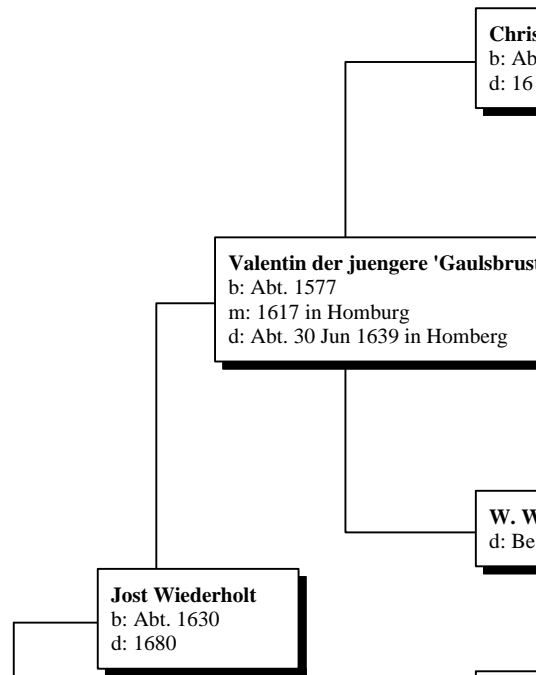 Chris
b: Ab
d: 16
Valentin der juengere 'Gaulsbrust
b: Abt. 1577
m: 1617 in Homburg
d: Abt. 30 Jun 1639 in Homberg
W. W
d: Be
Jost Wiederholt
b: Abt. 1630
d: 1680